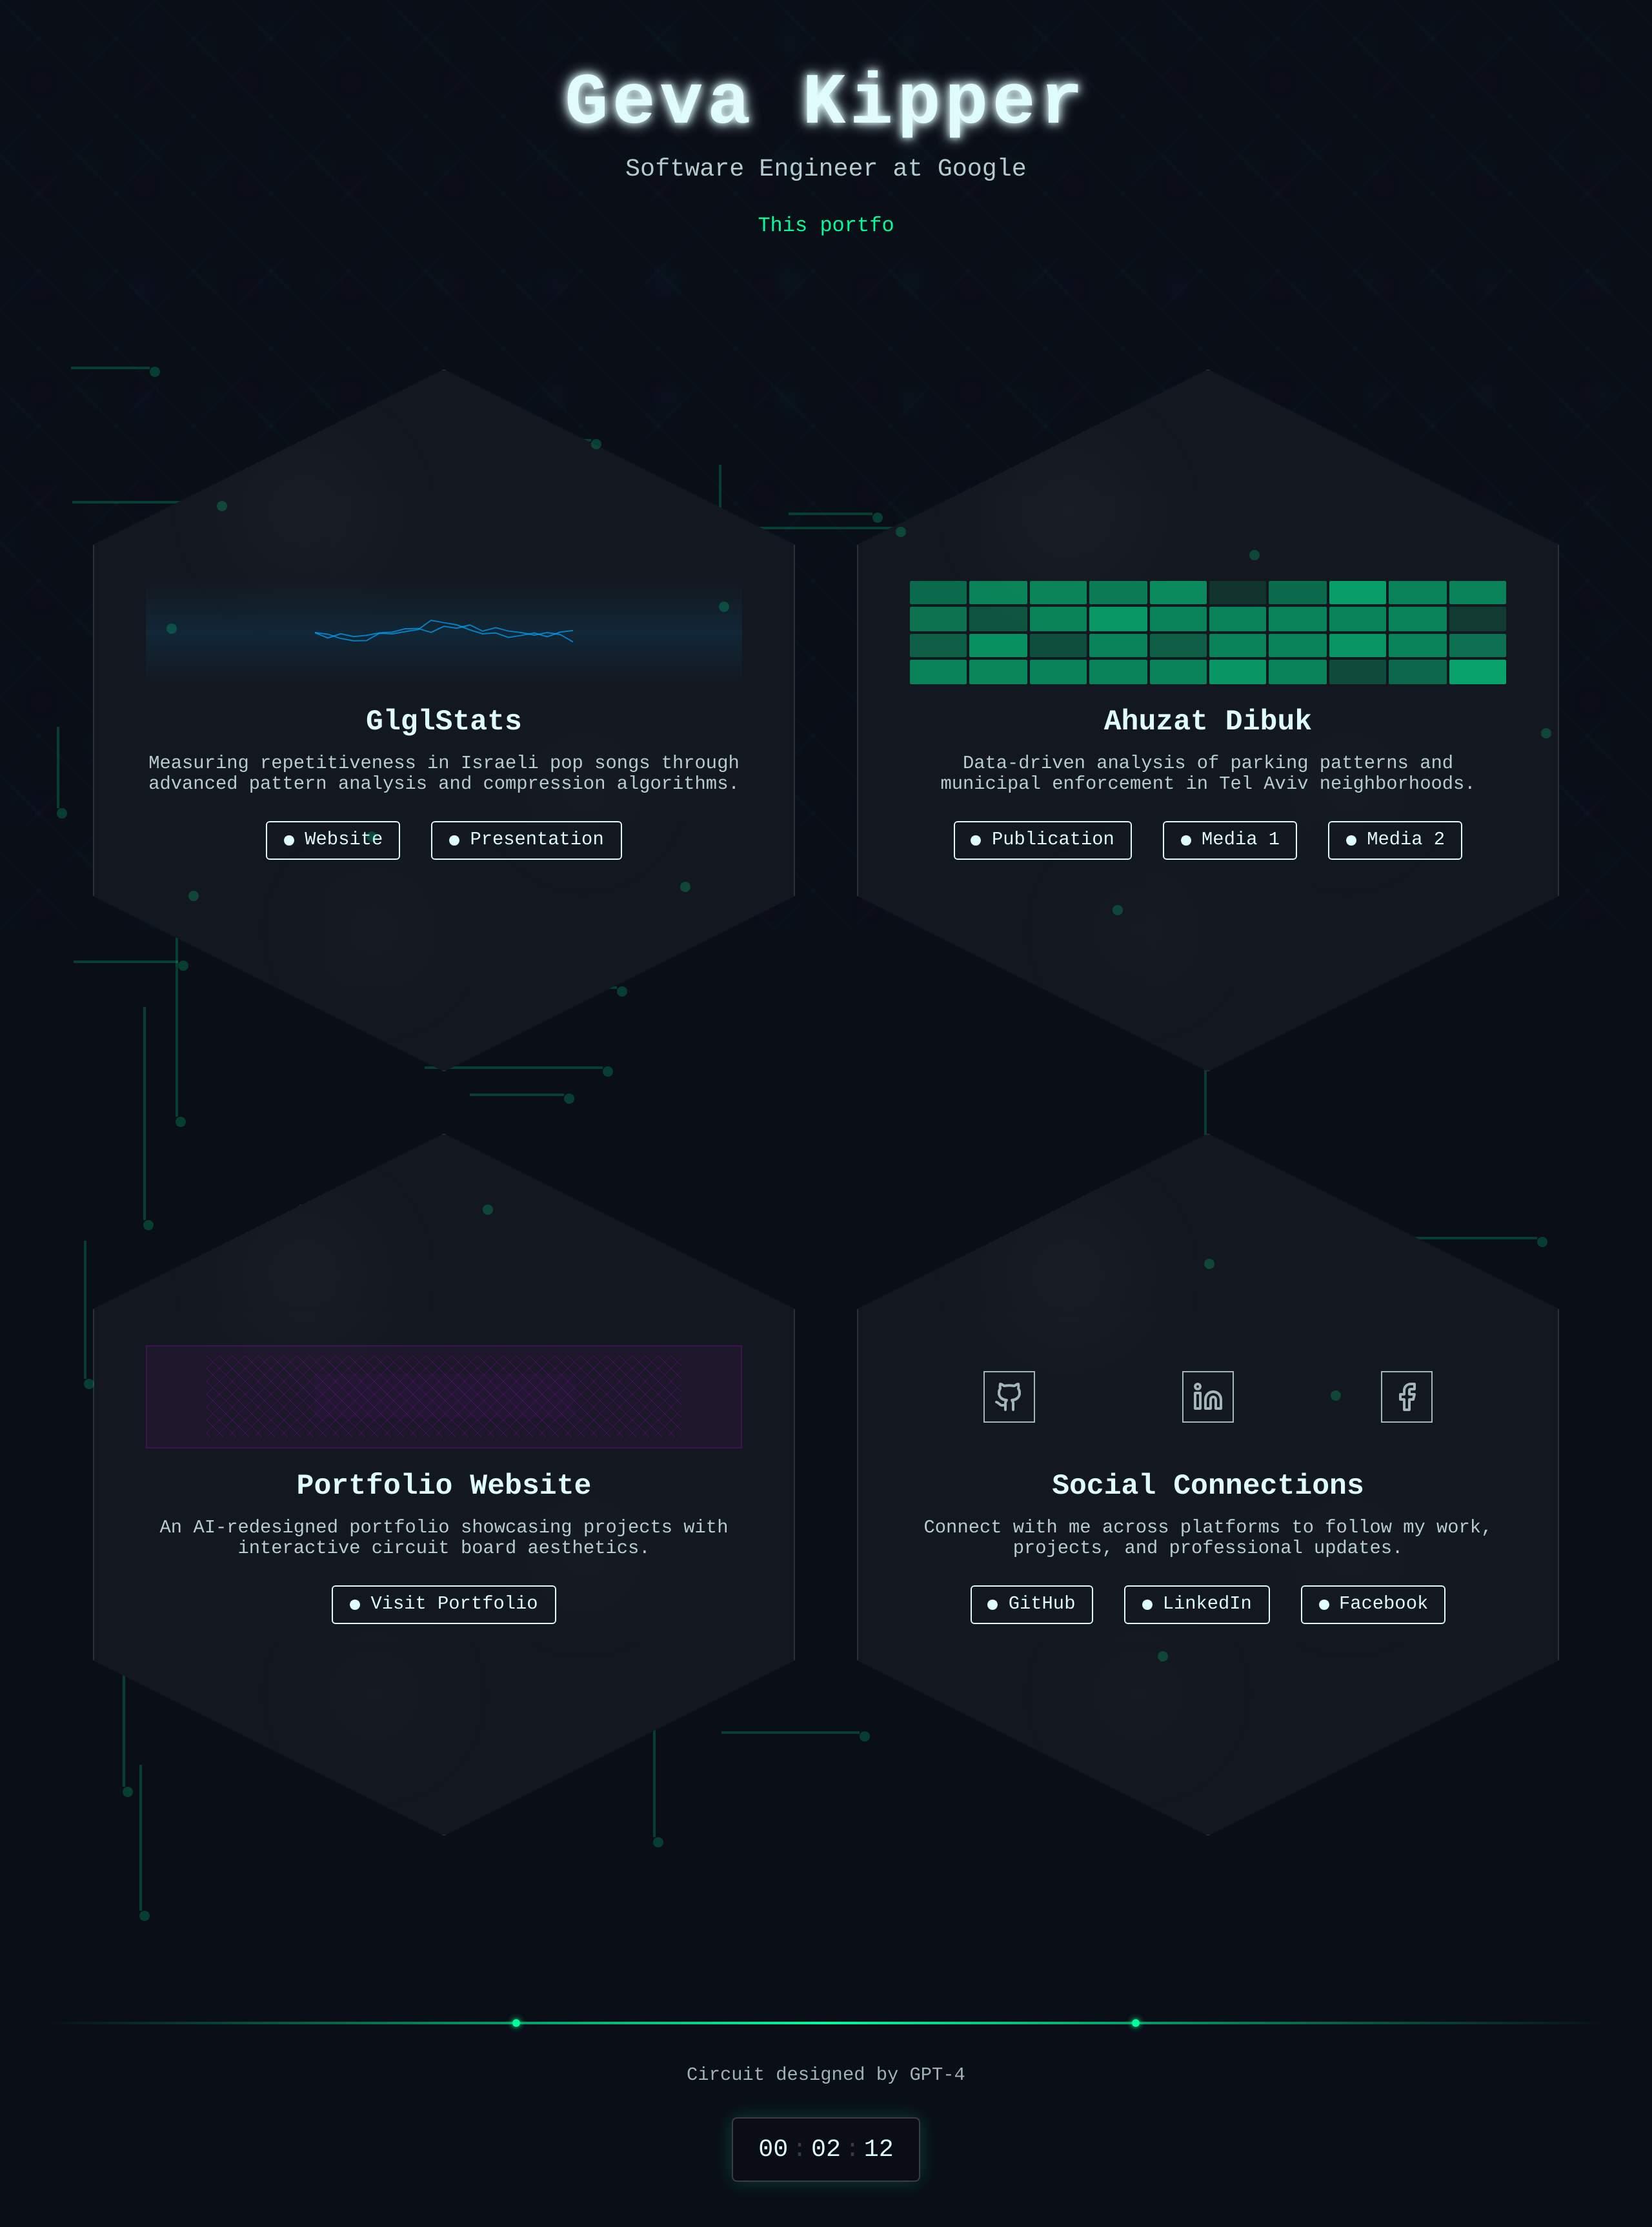 Geva Kipper
Software Engineer at Google
This portfo
GlglStats
Measuring repetitiveness in Israeli pop songs through
advanced pattern analysis and compression algorithms.
Website
Presentation
Ahuzat Dibuk
Data-driven analysis of parking patterns and
municipal enforcement in Tel Aviv neighborhoods.
Publication
Media 1
Media 2
Portfolio Website
An AI-redesigned portfolio showcasing projects with
interactive circuit board aesthetics.
Visit Portfolio
Social Connections
Connect with me across platforms to follow my work,
projects, and professional updates.
GitHub
LinkedIn
Facebook
Circuit designed by GPT-4
00:02:12